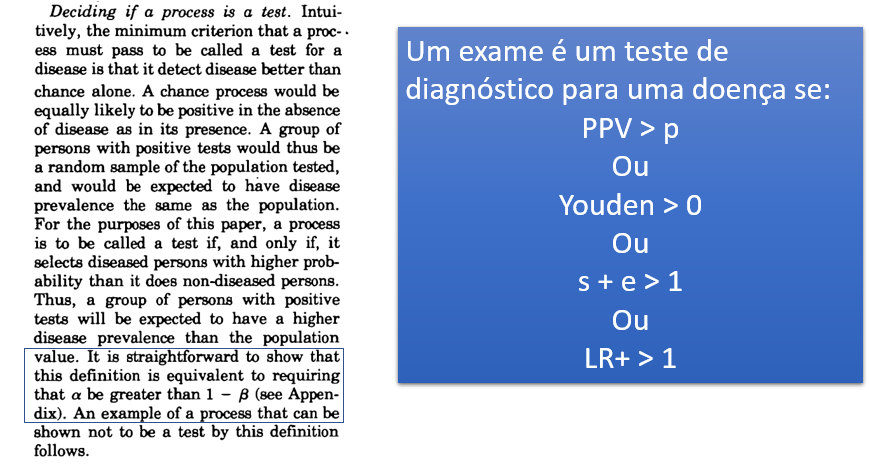 Deciding if a process is a test. Intui-
tively, the minimum criterion that a proc-
ess must pass to be called a test for a
disease is that it detect disease better than
chance alone. A chance process would be
equally likely to be positive in the absence
of disease as in its presence. A group of
persons with positive tests would thus be
a random sample of the population tested,
and would be expected to have disease
prevalence the same as the population.
For the purposes of this paper, a process
is to be called a test if, and only if, it
selects diseased persons with higher prob-
ability than it does non-diseased persons.
Thus, a group of persons with positive
tests will be expected to have a higher
disease prevalence than the population
value. It is straightforward to show that
this definition is equivalent to requiring
that α be greater than 1 − β (see Appen-
dix). An example of a process that can be
shown not to be a test by this definition
follows.
Um exame é um teste de
diagnóstico para uma doença se:
PPV > p
Ou
Youden > 0
Ou
s + e > 1
Ou
LR+ > 1